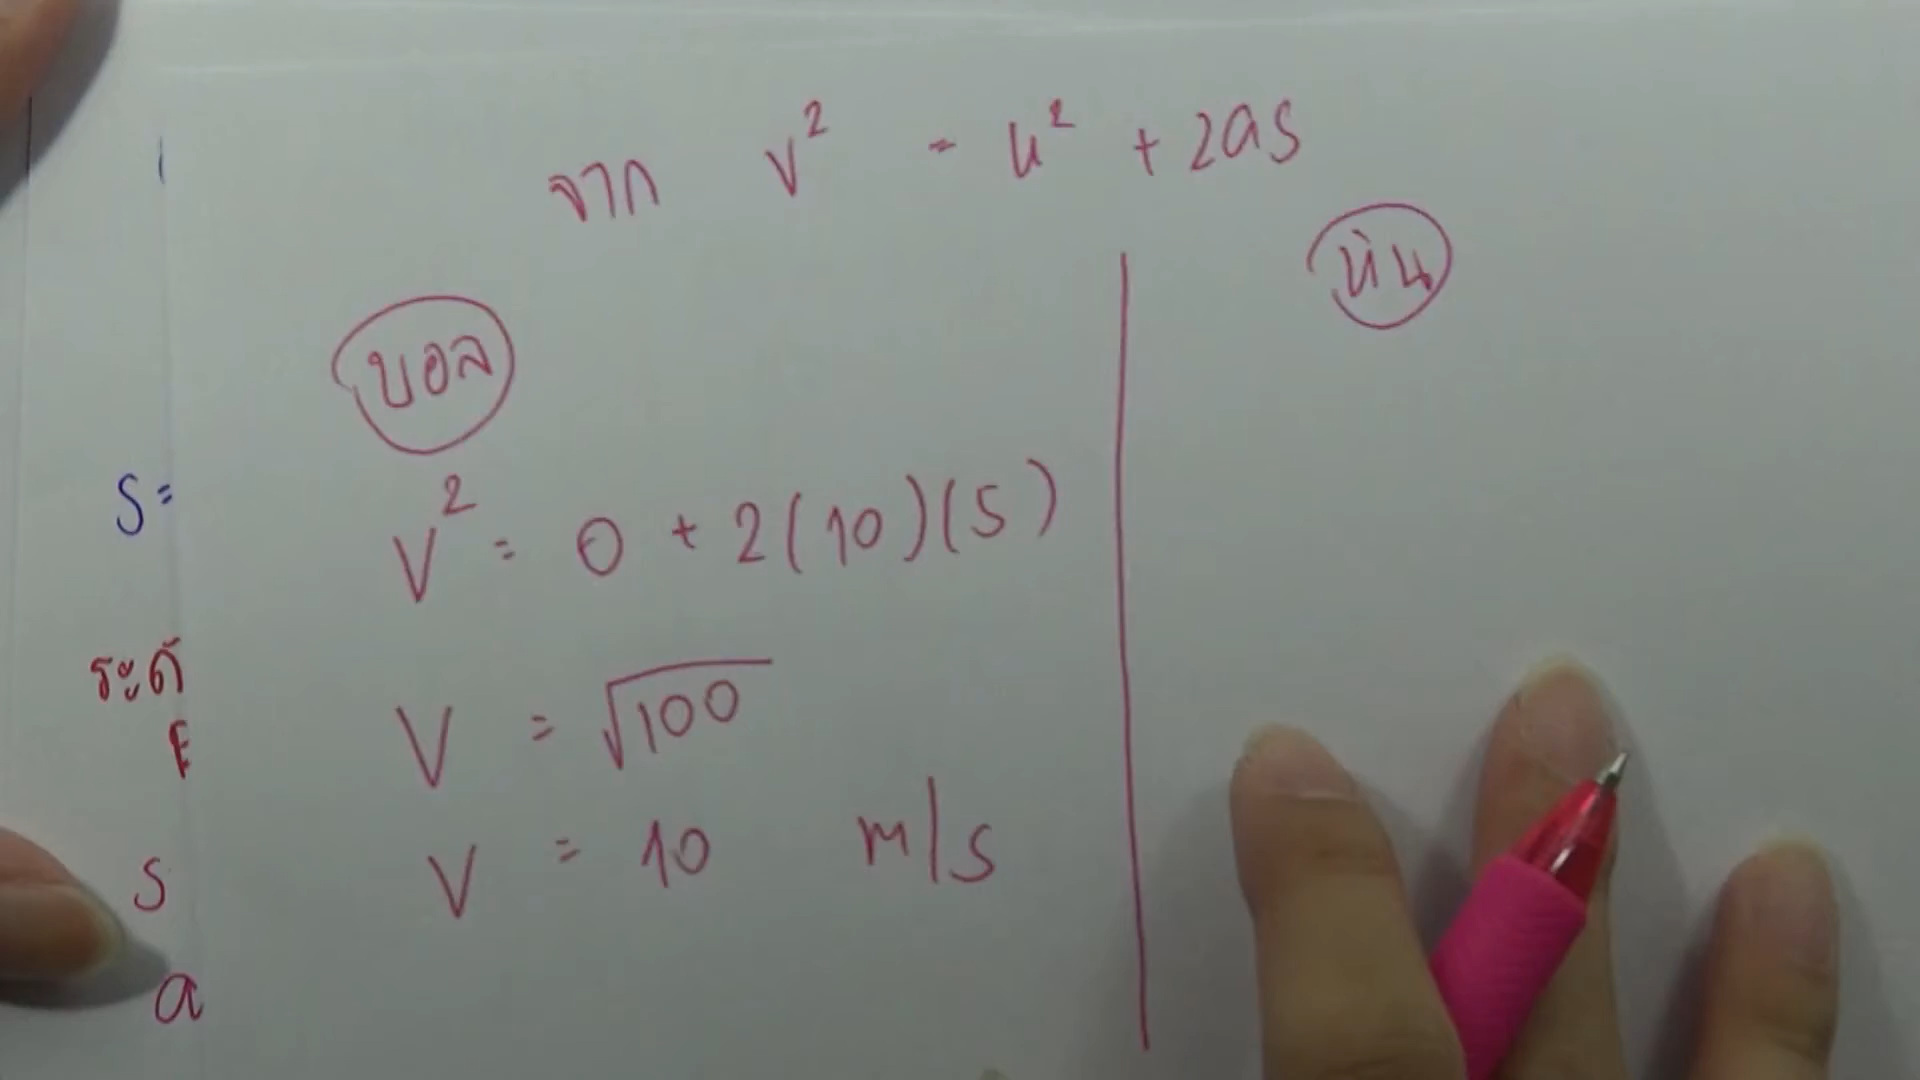 จาก v² = u² + 2as
บอล
V² = 0 + 2(10)(5)
V = √100
V = 10 m/s
หิน
S=
ระดั
S
a